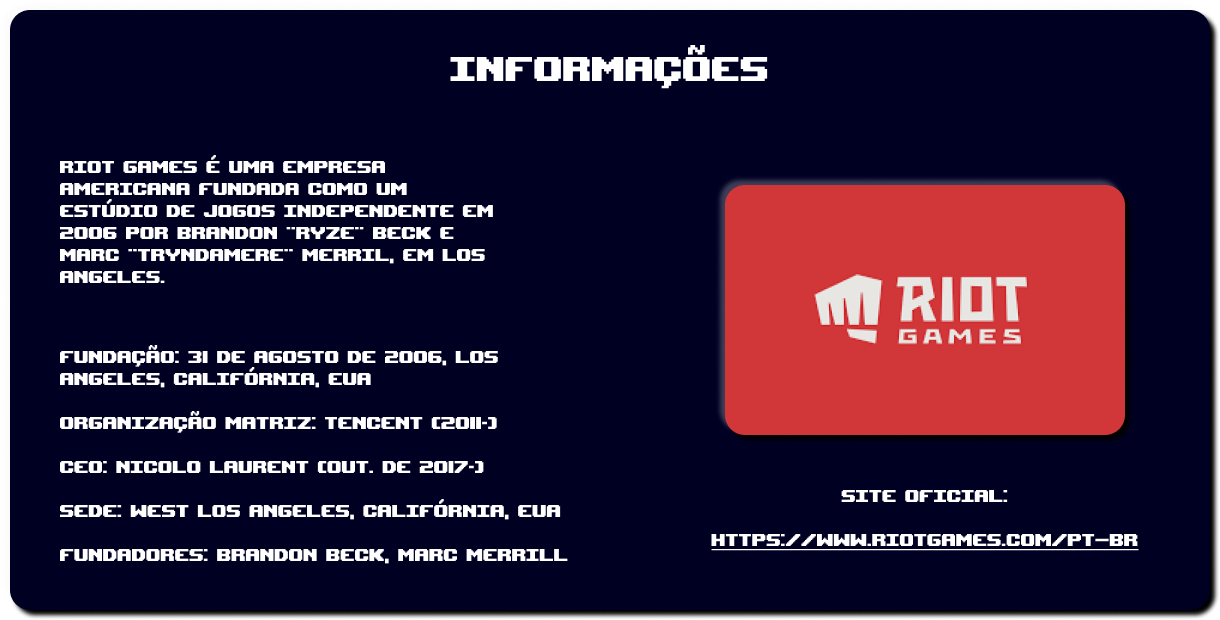 INFORMAÇÕES
RIOT GAMES É UMA EMPRESA
AMERICANA FUNDADA COMO UM
ESTÚDIO DE JOGOS INDEPENDENTE EM
2006 POR BRANDON "RYZE" BECK E
MARC "TRYNDAMERE" MERRIL, EM LOS
ANGELES.
FUNDAÇÃO: 31 DE AGOSTO DE 2006, LOS
ANGELES, CALIFÓRNIA, EUA
ORGANIZAÇÃO MATRIZ: TENCENT (2011-)
CEO: NICOLO LAURENT (OUT. DE 2017-)
SEDE: WEST LOS ANGELES, CALIFÓRNIA, EUA
FUNDADORES: BRANDON BECK, MARC MERRILL
RIOT
GAMES
SITE OFICIAL:
HTTPS://WWW.RIOTGAMES.COM/PT-BR